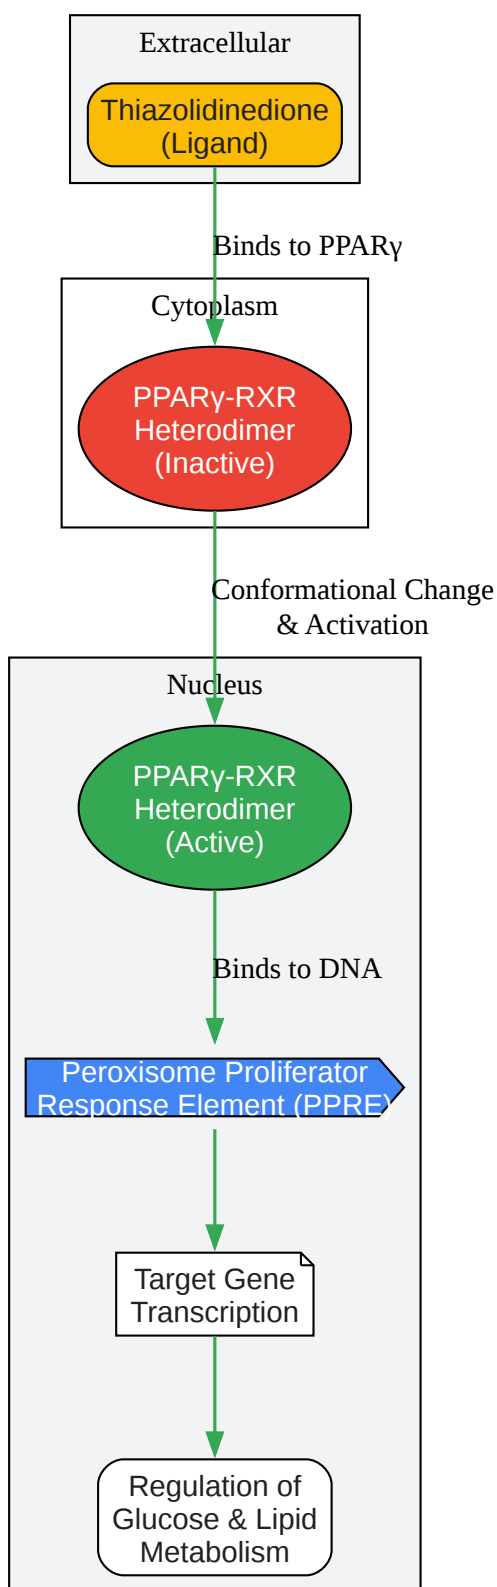 Extracellular
Thiazolidinedione
(Ligand)
Binds to PPARγ
Cytoplasm
PPARγ-RXR
Heterodimer
(Inactive)
Conformational Change
& Activation
Nucleus
PPARγ-RXR
Heterodimer
(Active)
Binds to DNA
Peroxisome Proliferator
Response Element (PPRE)
Target Gene
Transcription
Regulation of
Glucose & Lipid
Metabolism